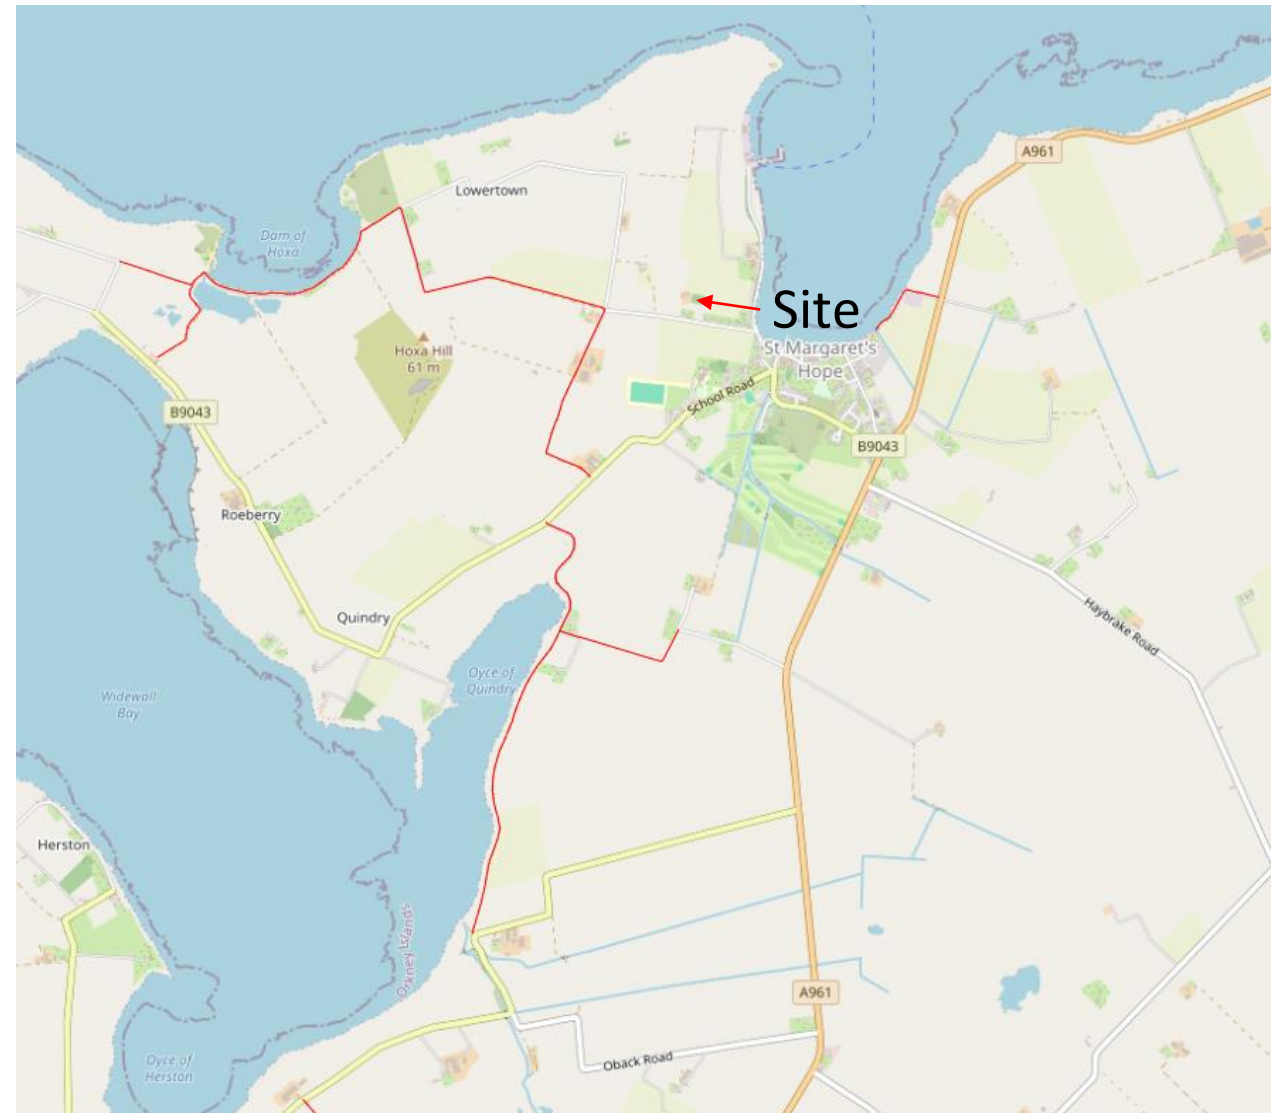 A961
Lowertown
Dam of
Hoxa
Site
St Margaret's
Hope
Hoxa Hill
61 m
School Road
B9043
B9043
Roeberry
Quindry
Haybrake Road
Oyce of
Quindry
Widewall
Bay
Herston
Orkney Islands
A961
Oback Road
Oyce of
Herston